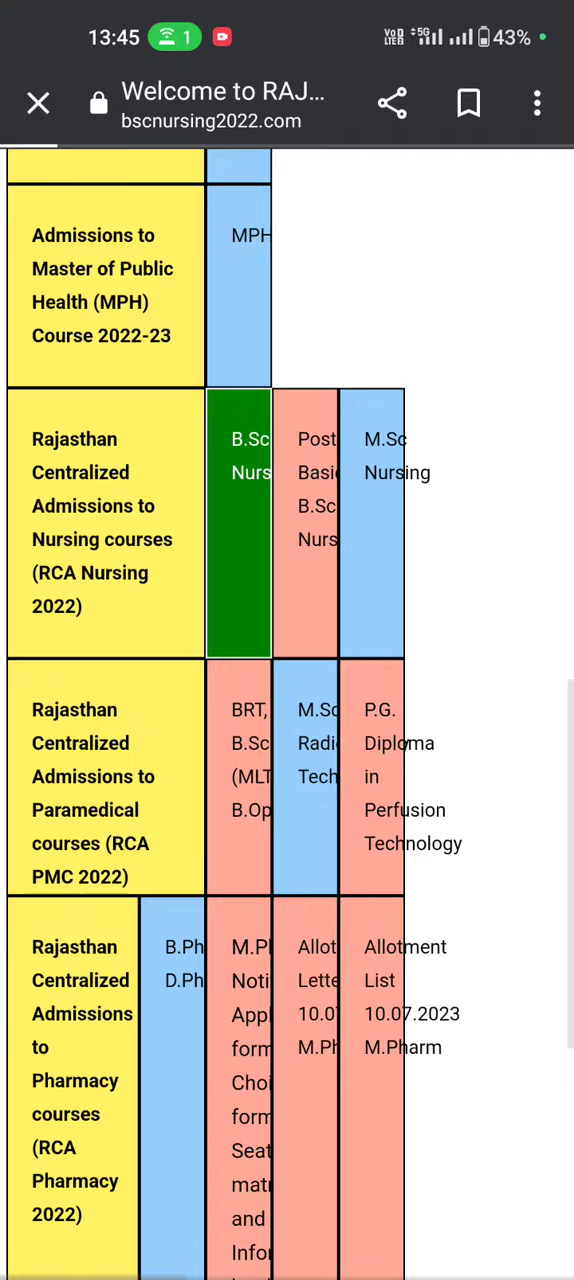 13:45
1
5G
43%
Welcome to RAJ...
bscnursing2022.com
Admissions to
Master of Public
Health (MPH)
Course 2022-23
MPH
Rajasthan
Centralized
Admissions to
Nursing courses
(RCA Nursing
2022)
B.Sc
Nurs
Post
Basic
B.Sc
Nurs
M.Sc
Nursing
Rajasthan
Centralized
Admissions to
Paramedical
courses (RCA
PMC 2022)
BRT,
B.Sc
(MLT
B.Op
M.Sc
Radi
Tech
P.G.
Diploma
in
Perfusion
Technology
Rajasthan
Centralized
Admissions
to
Pharmacy
courses
(RCA
Pharmacy
2022)
B.Ph
D.Ph
M.Ph
Noti
Appl
form
Choi
form
Seat
matr
and
Infor
Allot
Lette
10.07
M.Ph
Allotment
List
10.07.2023
M.Pharm